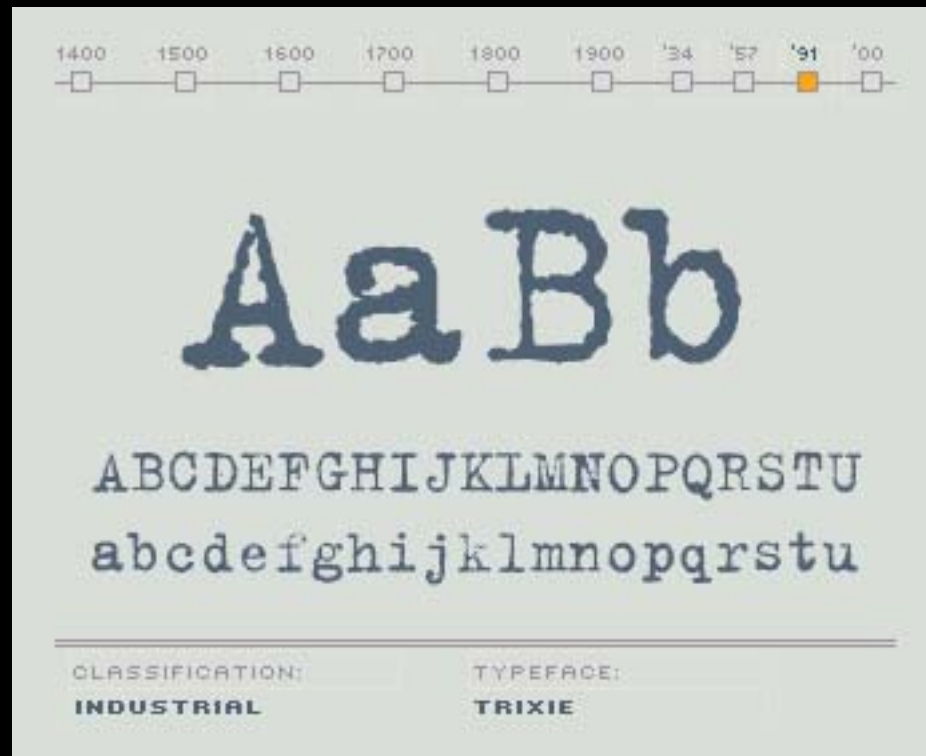 1400 1500 1600 1700 1800 1900 '34 '57 '91 '00
AaBb
ABCDEFGHIJKLMNOPQRSTU
abcdefghijklmnopqrstu
CLASSIFICATION: TYPEFACE:
INDUSTRIAL TRIXIE